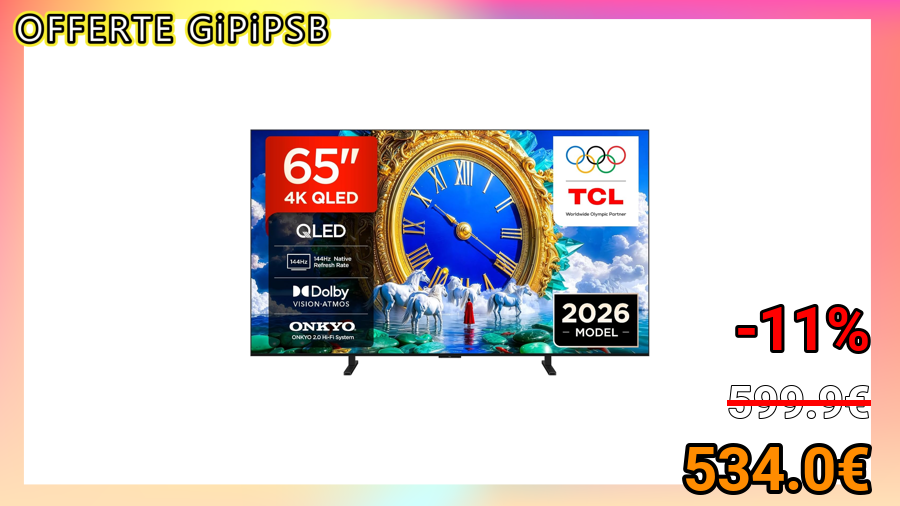 OFFERTE GiPiPSB
65"
4K QLED
QLED
144Hz
144Hz Native
Refresh Rate
Dolby
VISION·ATMOS
ONKYO
ONKYO 2.0 Hi-Fi System
TCL
Worldwide Olympic Partner
2026
MODEL
-11%
599.9€
534.0€